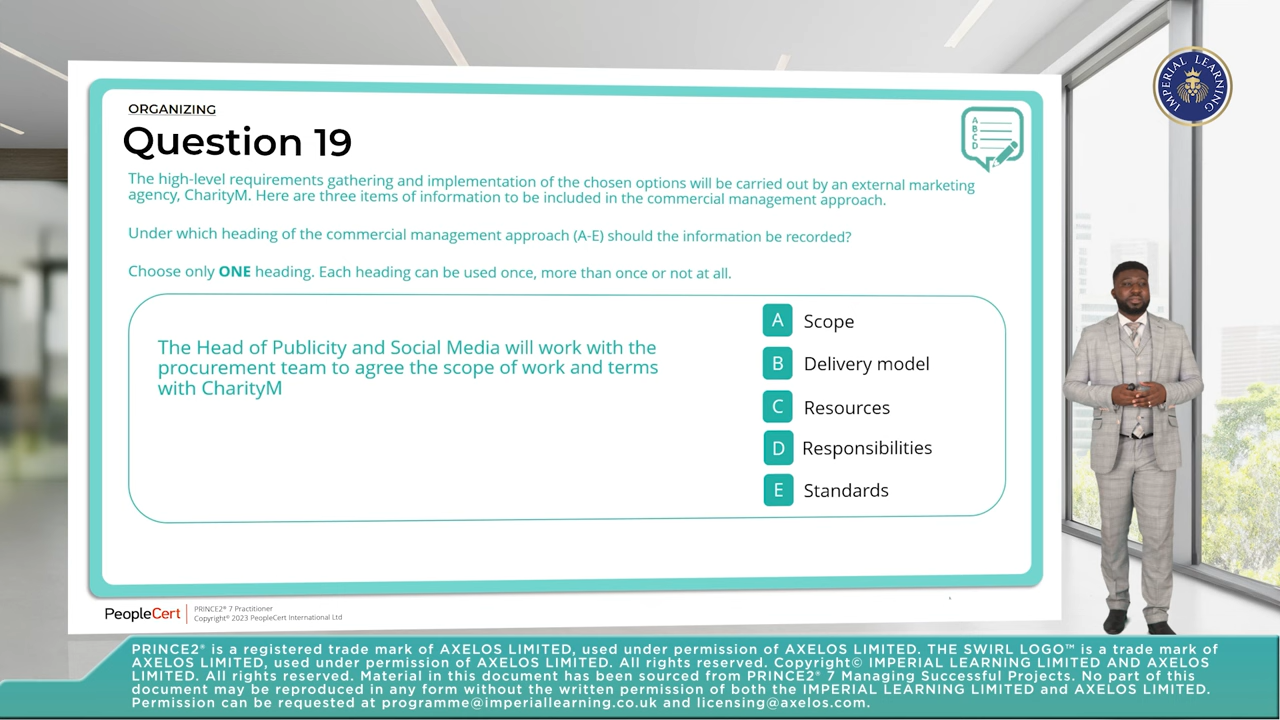 IMPERIAL LEARNING
ORGANIZING
Question 19
A
B
C
D
The high-level requirements gathering and implementation of the chosen options will be carried out by an external marketing
agency, CharityM. Here are three items of information to be included in the commercial management approach.
Under which heading of the commercial management approach (A-E) should the information be recorded?
Choose only ONE heading. Each heading can be used once, more than once or not at all.
The Head of Publicity and Social Media will work with the
procurement team to agree the scope of work and terms
with CharityM
A Scope
B Delivery model
C Resources
D Responsibilities
E Standards
PeopleCert
PRINCE2® 7 Practitioner
Copyright® 2023 PeopleCert International Ltd
PRINCE2® is a registered trade mark of AXELOS LIMITED, used under permission of AXELOS LIMITED. THE SWIRL LOGO™ is a trade mark of
AXELOS LIMITED, used under permission of AXELOS LIMITED. All rights reserved. Copyright© IMPERIAL LEARNING LIMITED AND AXELOS
LIMITED. All rights reserved. Material in this document has been sourced from PRINCE2® 7 Managing Successful Projects. No part of this
document may be reproduced in any form without the written permission of both the IMPERIAL LEARNING LIMITED and AXELOS LIMITED.
Permission can be requested at programme@imperiallearning.co.uk and licensing@axelos.com.